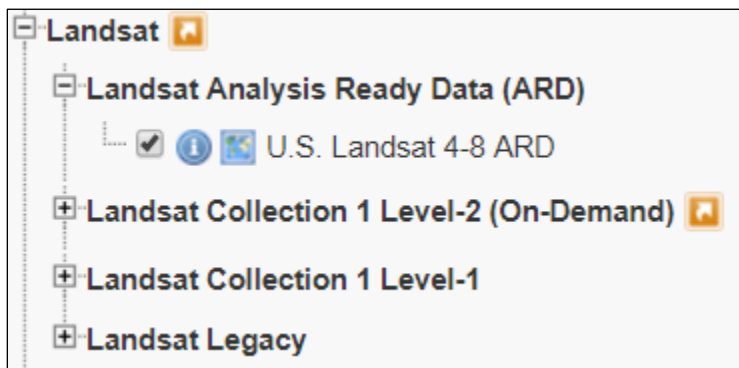 Landsat
Landsat Analysis Ready Data (ARD)
U.S. Landsat 4-8 ARD
Landsat Collection 1 Level-2 (On-Demand)
Landsat Collection 1 Level-1
Landsat Legacy